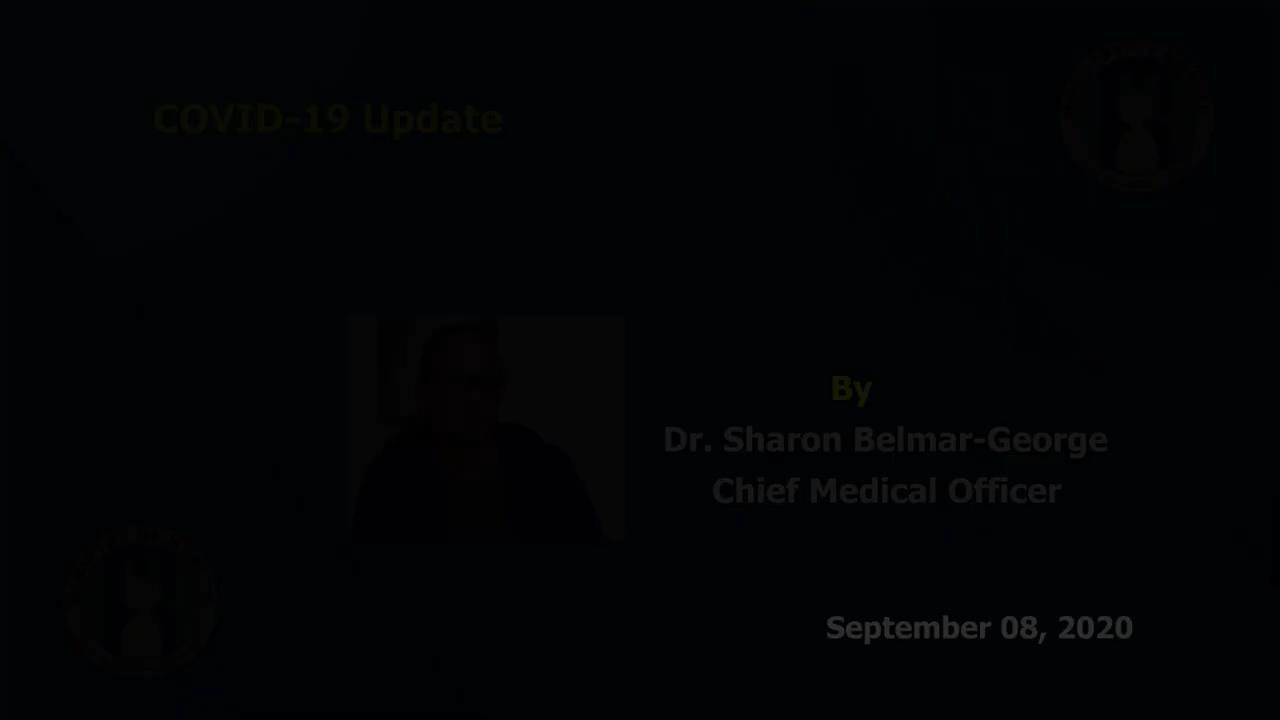 COVID-19 Update
By
Dr. Sharon Belmar-George
Chief Medical Officer
September 08, 2020